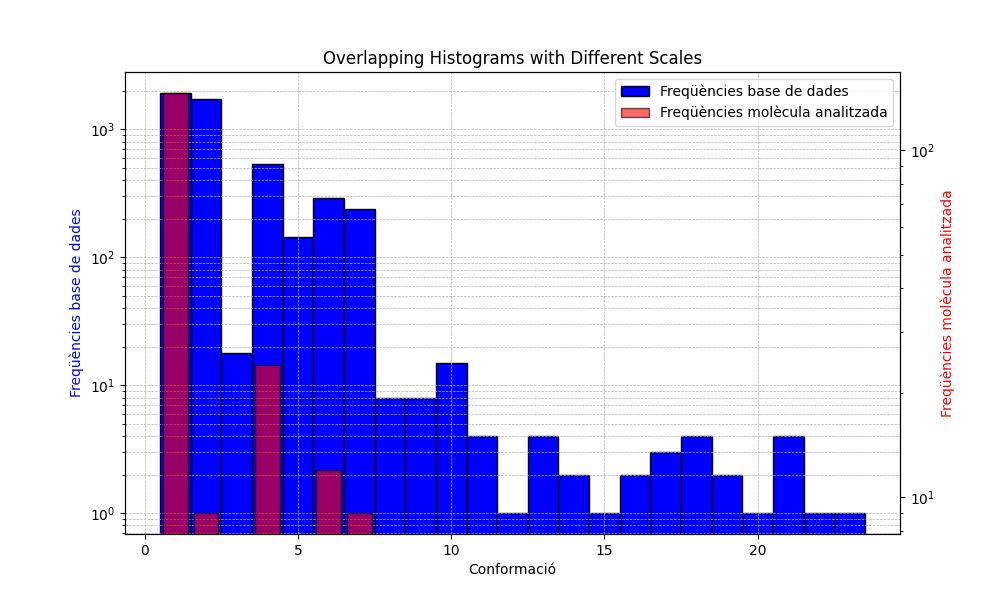 Overlapping Histograms with Different Scales
Freqüències base de dades
Freqüències molècula analitzada
10³
10²
10¹
10⁰
Freqüències base de dades
10²
10¹
Freqüències molècula analitzada
0 5 10 15 20
Conformació